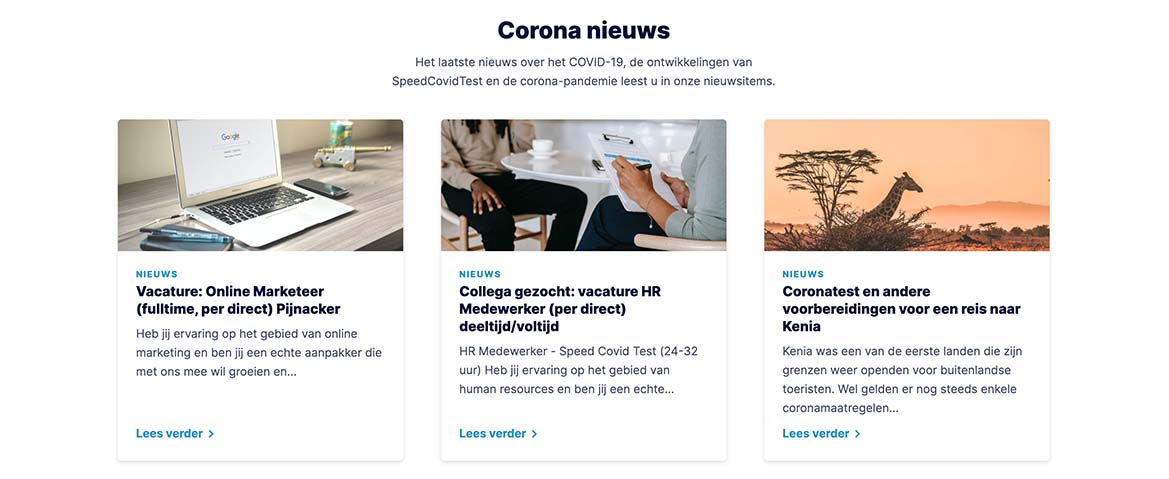 Corona nieuws
Het laatste nieuws over het COVID-19, de ontwikkelingen van
SpeedCovidTest en de corona-pandemie leest u in onze nieuwsitems.
Google
NIEUWS
Vacature: Online Marketeer
(fulltime, per direct) Pijnacker
Heb jij ervaring op het gebied van online
marketing en ben jij een echte aanpakker die
met ons mee wil groeien en...
Lees verder
NIEUWS
Collega gezocht: vacature HR
Medewerker (per direct)
deeltijd/voltijd
HR Medewerker - Speed Covid Test (24-32
uur) Heb jij ervaring op het gebied van
human resources en ben jij een echte...
Lees verder
NIEUWS
Coronatest en andere
voorbereidingen voor een reis naar
Kenia
Kenia was een van de eerste landen die zijn
grenzen weer openden voor buitenlandse
toeristen. Wel gelden er nog steeds enkele
coronamaatregelen...
Lees verder